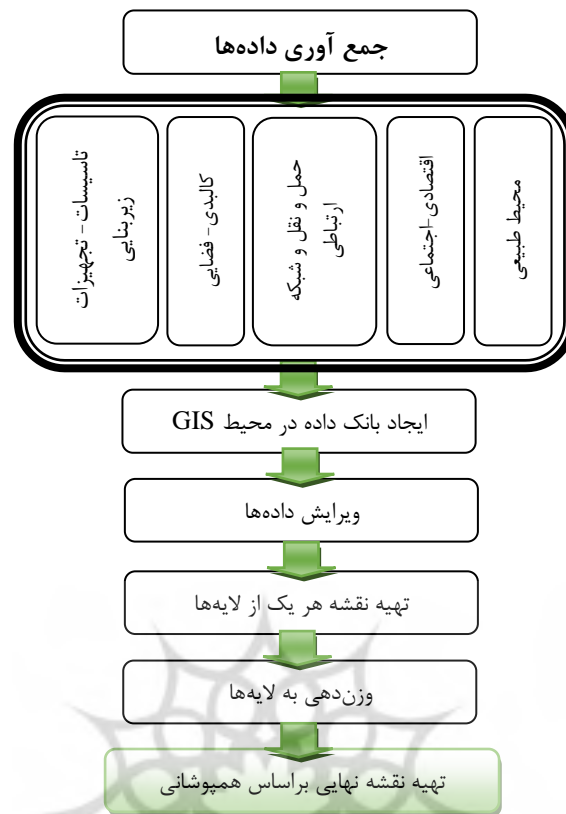 جمع آوری داده‌ها
محیط طبیعی
اقتصادی-اجتماعی
حمل و نقل و شبکه
ارتباطی
کالبدی- فضایی
تاسیسات - تجهیزات
زیربنایی
ایجاد بانک داده در محیط GIS
ویرایش داده‌ها
تهیه نقشه هر یک از لایه‌ها
وزن‌دهی به لایه‌ها
تهیه نقشه نهایی براساس همپوشانی